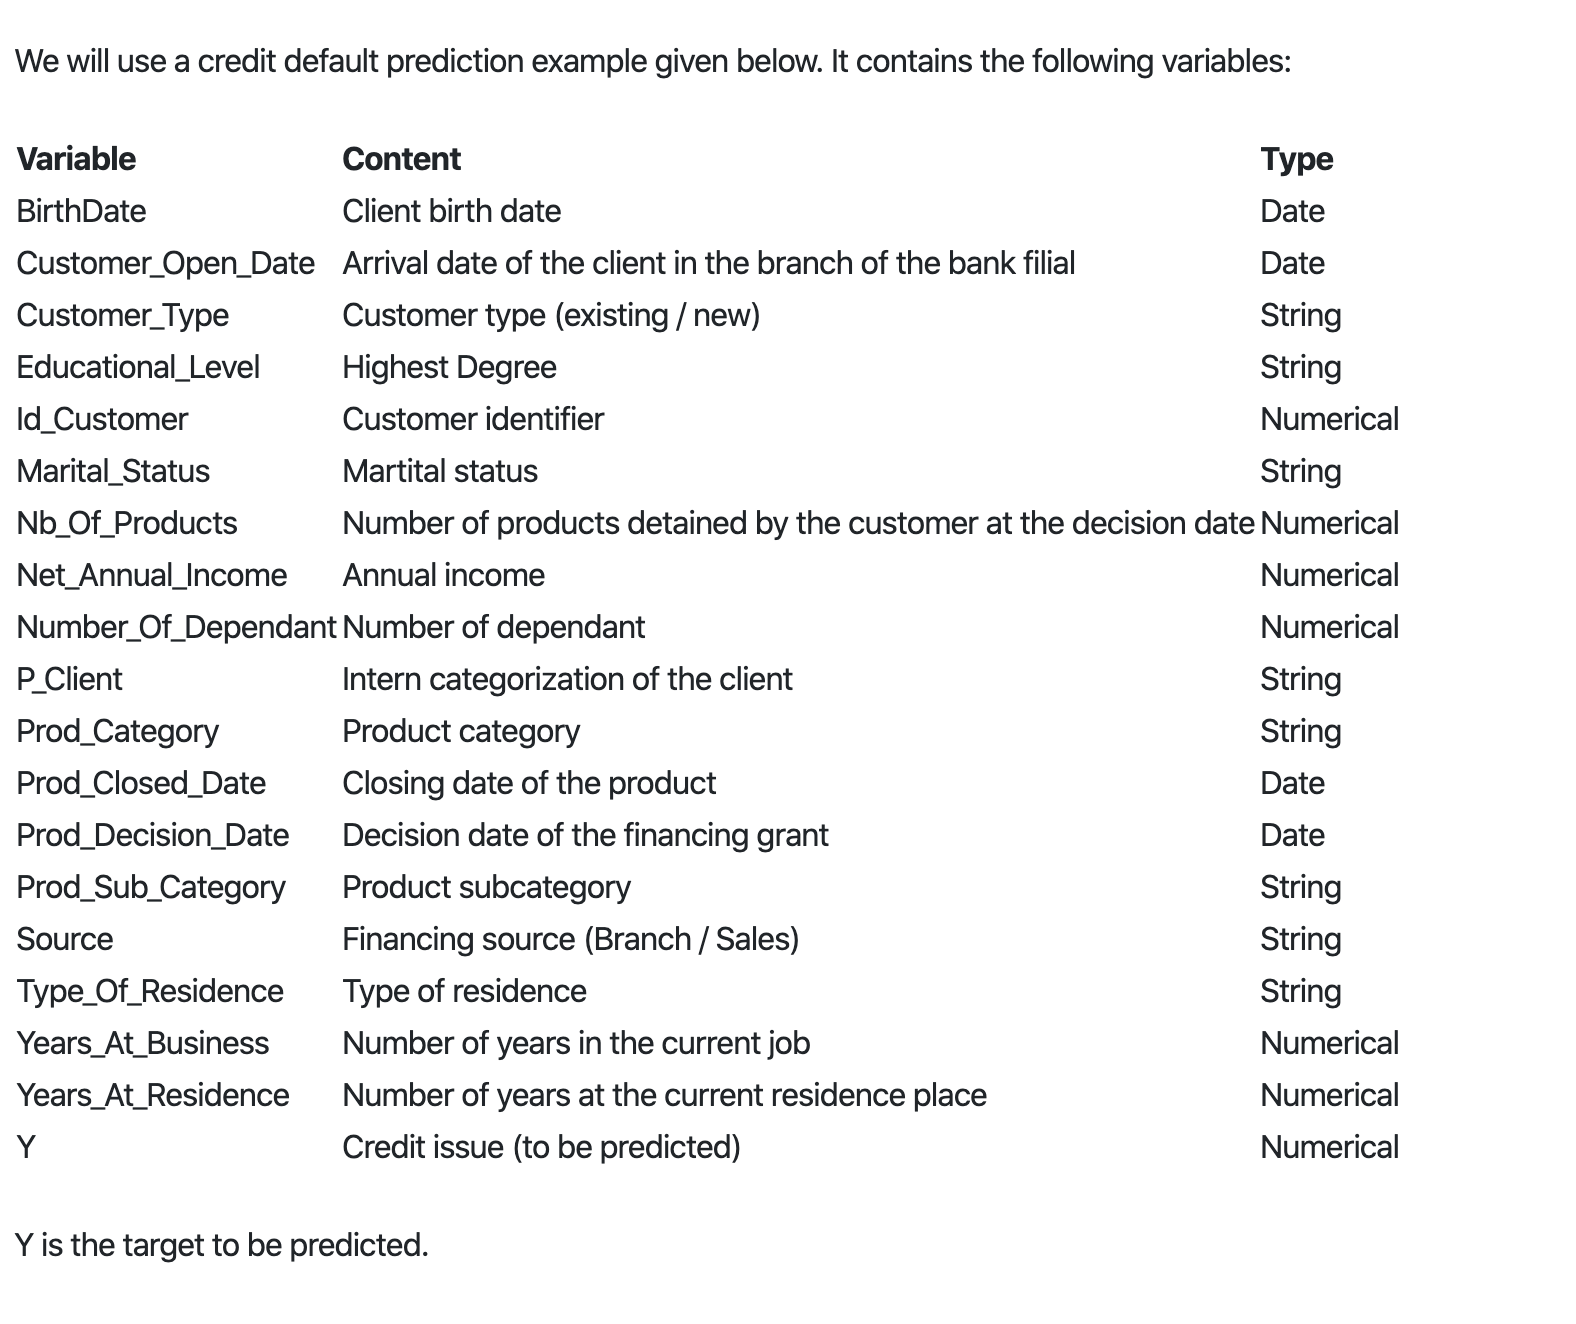 We will use a credit default prediction example given below. It contains the following variables:
Variable Content Type
BirthDate Client birth date Date
Customer_Open_Date Arrival date of the client in the branch of the bank filial Date
Customer_Type Customer type (existing / new) String
Educational_Level Highest Degree String
Id_Customer Customer identifier Numerical
Marital_Status Martital status String
Nb_Of_Products Number of products detained by the customer at the decision date Numerical
Net_Annual_Income Annual income Numerical
Number_Of_Dependant Number of dependant Numerical
P_Client Intern categorization of the client String
Prod_Category Product category String
Prod_Closed_Date Closing date of the product Date
Prod_Decision_Date Decision date of the financing grant Date
Prod_Sub_Category Product subcategory String
Source Financing source (Branch / Sales) String
Type_Of_Residence Type of residence String
Years_At_Business Number of years in the current job Numerical
Years_At_Residence Number of years at the current residence place Numerical
Y Credit issue (to be predicted) Numerical
Y is the target to be predicted.